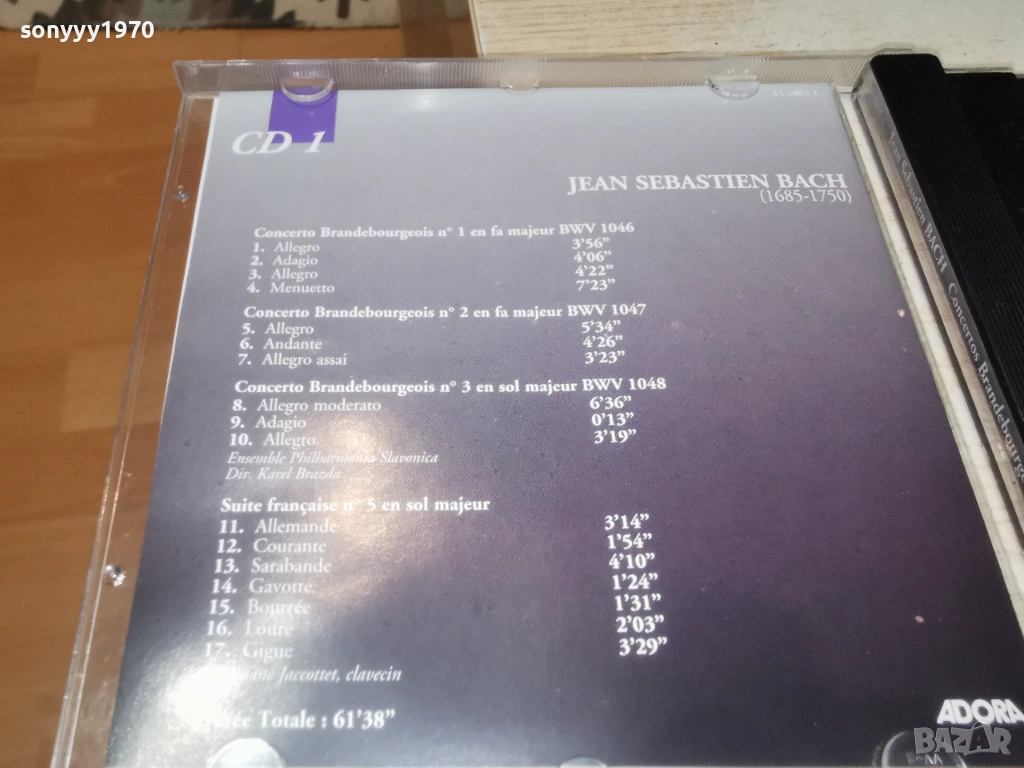 sonyyy1970
CD 1
JEAN SEBASTIEN BACH
(1685-1750)
Concerto Brandebourgeois n° 1 en fa majeur BWV 1046
1. Allegro 3’56”
2. Adagio 4’06”
3. Allegro 4’22”
4. Menuetto 7’23”
Concerto Brandebourgeois n° 2 en fa majeur BWV 1047
5. Allegro 5’34”
6. Andante 4’26”
7. Allegro assai 3’23”
Concerto Brandebourgeois n° 3 en sol majeur BWV 1048
8. Allegro moderato 6’36”
9. Adagio 0’13”
10. Allegro 3’19”
Ensemble Philharmonia Slavonica
Dir. Karel Brazda
Suite française n° 5 en sol majeur
11. Allemande 3’14”
12. Courante 1’54”
13. Sarabande 4’10”
14. Gavotte 1’24”
15. Bourrée 1’31”
16. Loure 2’03”
17. Gigue 3’29”
Jaccottet, clavecin
Totale : 61’38”
ADORA
Jean Sebastien BACH Concertos Brandebourg
BAZAR